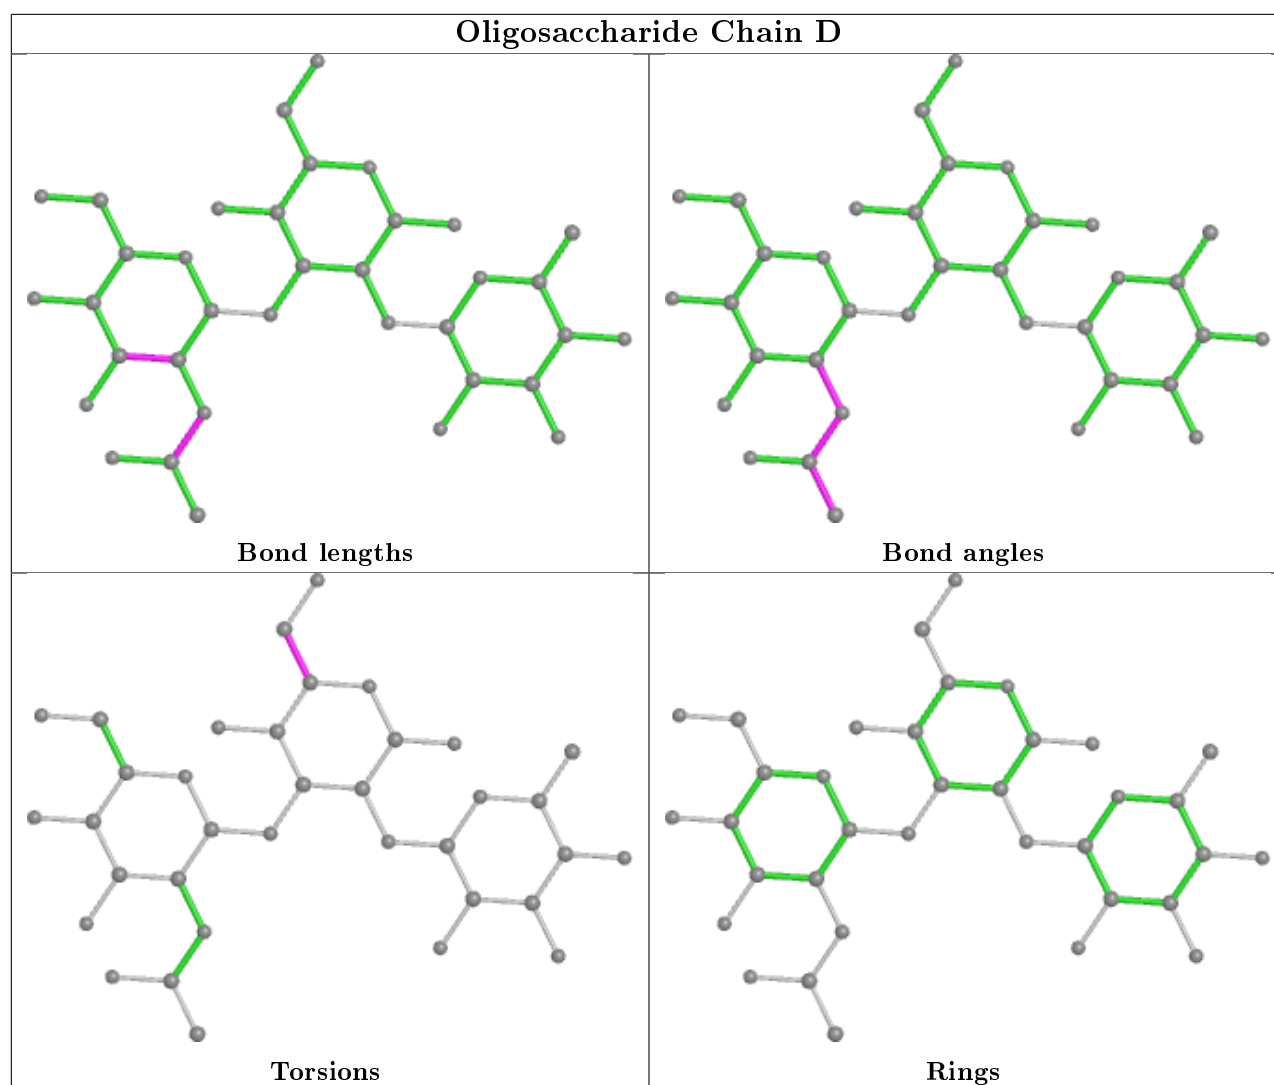 Oligosaccharide Chain D
Bond lengths
Bond angles
Torsions
Rings